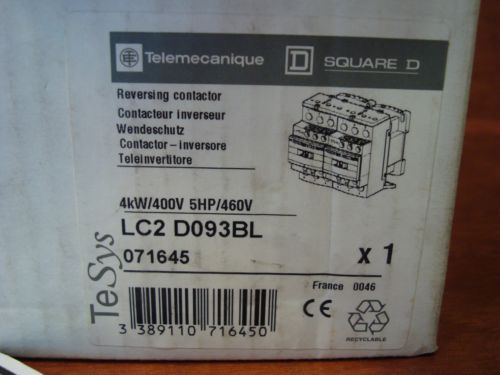 Telemecanique D SQUARE D
Reversing contactor
Contacteur inverseur
Wendeschutz
Contactor-inversore
Teleinvertitore
4kW/400V 5HP/460V
LC2 D093BL
071645 x 1
France 0046
TeSys
CE
3 389110 716450
RECYCLABLE